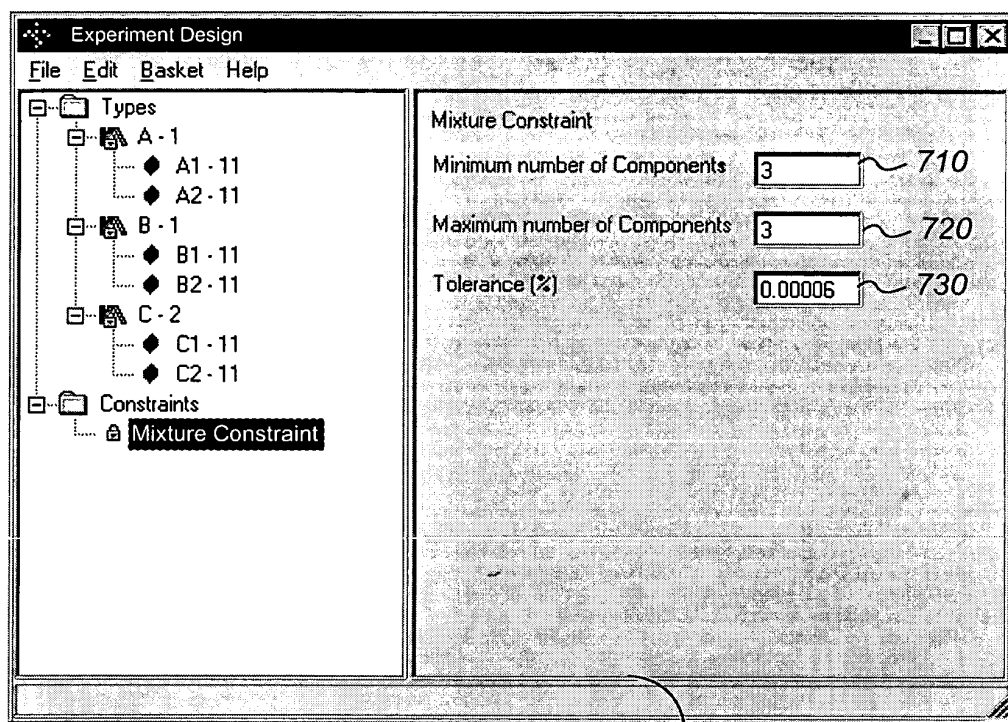 Experiment Design
File Edit Basket Help
Types
A - 1
A1 - 11
A2 - 11
B - 1
B1 - 11
B2 - 11
C - 2
C1 - 11
C2 - 11
Constraints
Mixture Constraint
Mixture Constraint
Minimum number of Components 3 710
Maximum number of Components 3 720
Tolerance (%) 0.00006 730